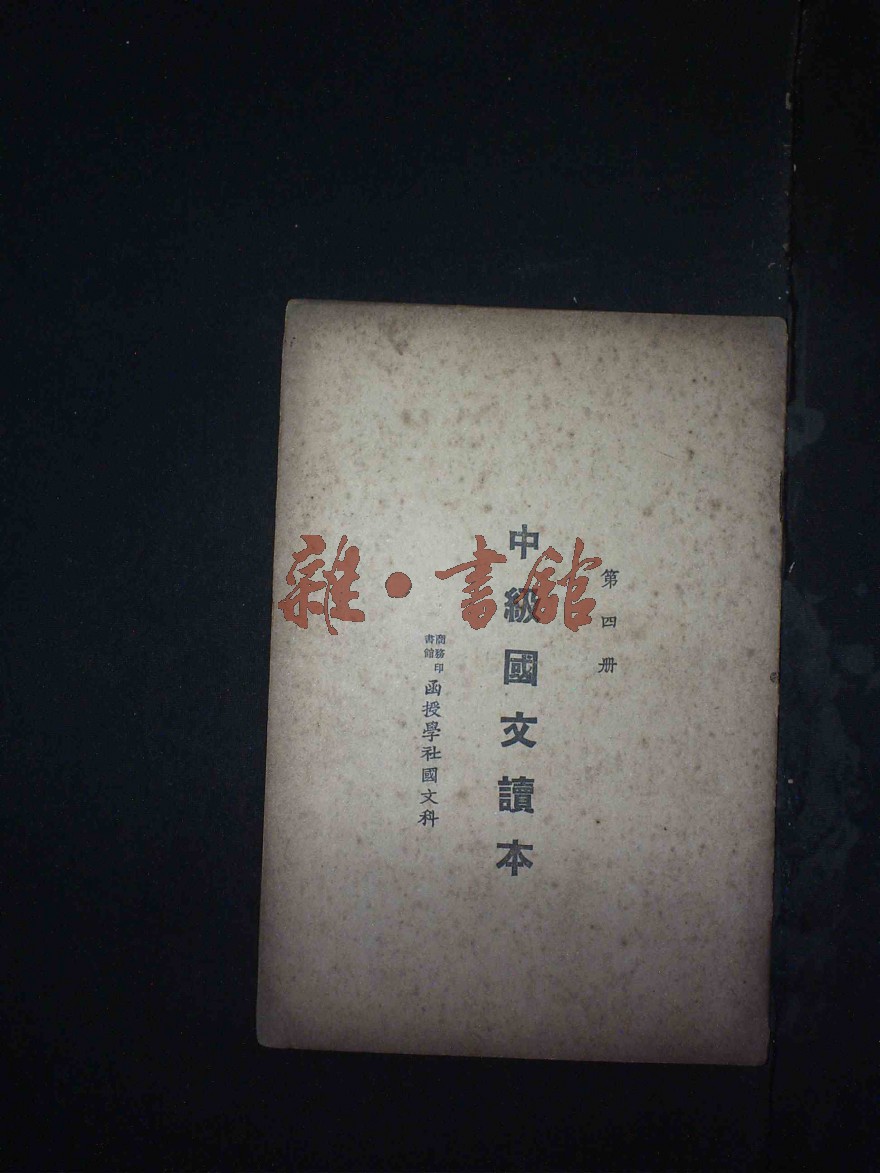 第四册
中級國文讀本
商務印書館函授學社國文科
雜·書館